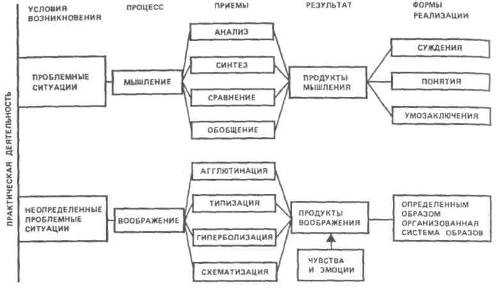 УСЛОВИЯ
ВОЗНИКНОВЕНИЯ
ПРОЦЕСС
ПРИЕМЫ
РЕЗУЛЬТАТ
ФОРМЫ
РЕАЛИЗАЦИИ
ПРАКТИЧЕСКАЯ ДЕЯТЕЛЬНОСТЬ
ПРОБЛЕМНЫЕ
СИТУАЦИИ
МЫШЛЕНИЕ
АНАЛИЗ
СИНТЕЗ
СРАВНЕНИЕ
ОБОБЩЕНИЕ
ПРОДУКТЫ
МЫШЛЕНИЯ
СУЖДЕНИЯ
ПОНЯТИЯ
УМОЗАКЛЮЧЕНИЯ
НЕОПРЕДЕЛЕННЫЕ
ПРОБЛЕМНЫЕ
СИТУАЦИИ
ВООБРАЖЕНИЕ
АГГЛЮТИНАЦИЯ
ТИПИЗАЦИЯ
ГИПЕРБОЛИЗАЦИЯ
СХЕМАТИЗАЦИЯ
ПРОДУКТЫ
ВООБРАЖЕНИЯ
ЧУВСТВА
И ЭМОЦИИ
ОПРЕДЕЛЕННЫМ
ОБРАЗОМ
ОРГАНИЗОВАННАЯ
СИСТЕМА ОБРАЗОВ